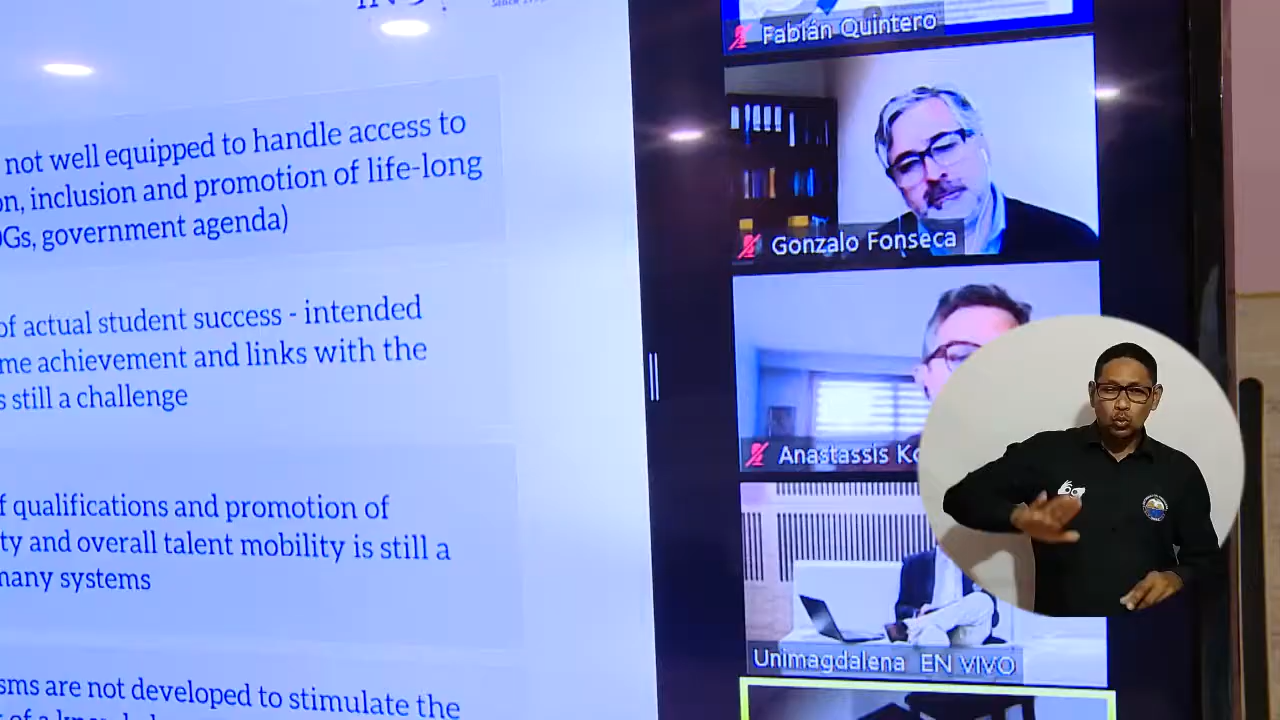 not well equipped to handle access to
on, inclusion and promotion of life-long
Gs, government agenda)
of actual student success - intended
me achievement and links with the
s still a challenge
f qualifications and promotion of
ty and overall talent mobility is still a
many systems
sms are not developed to stimulate the
Fabián Quintero
Gonzalo Fonseca
Anastassis
Unimagdalena EN VIVO